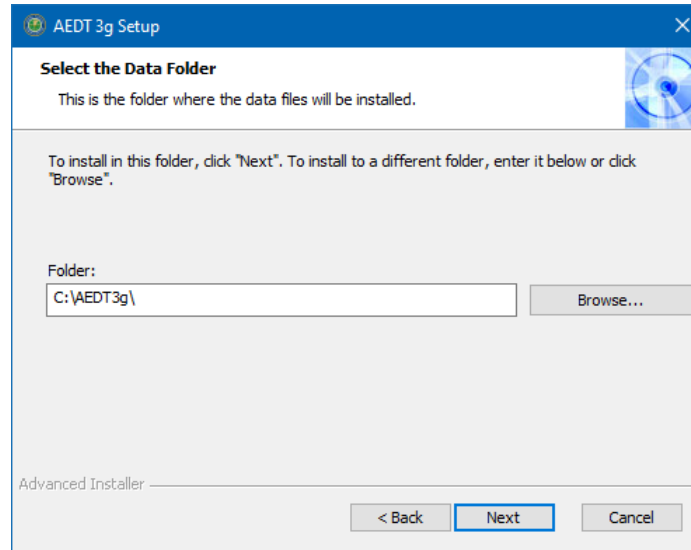 AEDT 3g Setup
Select the Data Folder
This is the folder where the data files will be installed.
To install in this folder, click "Next". To install to a different folder, enter it below or click
"Browse".
Folder:
C:\AEDT3g\
Browse...
Advanced Installer
< Back
Next
Cancel